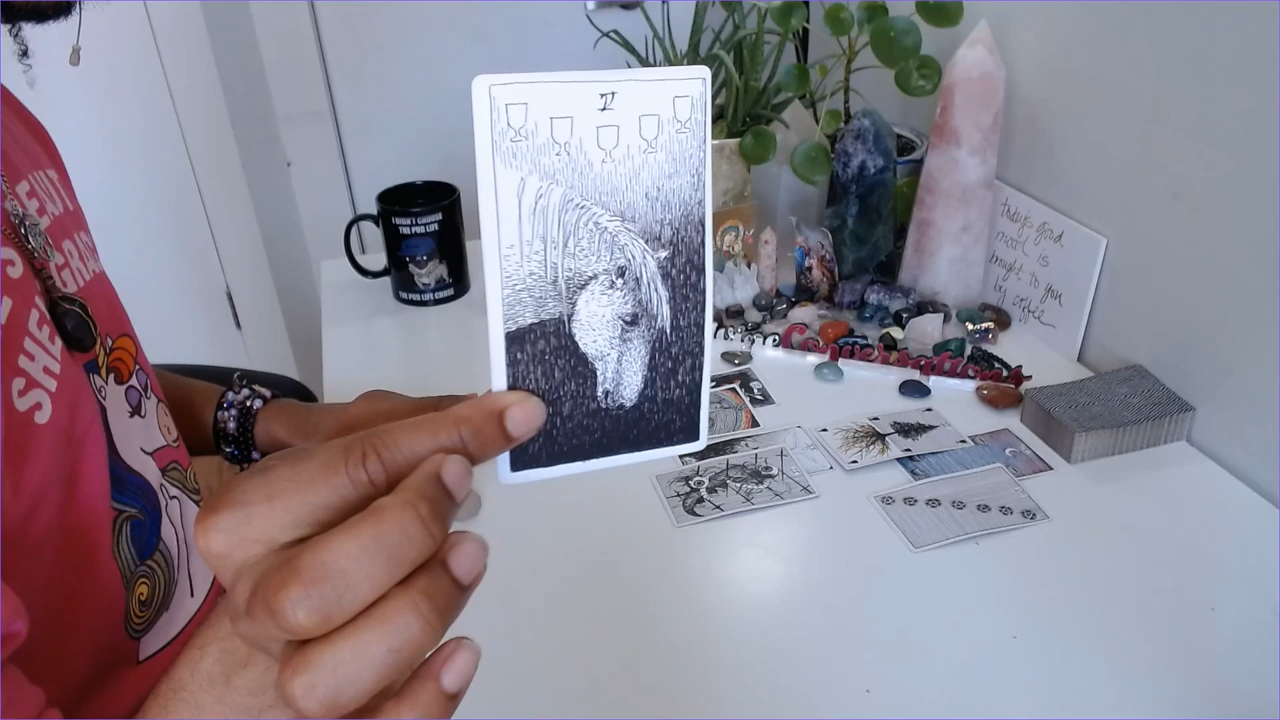 V
I DIDN'T CHOOSE
THE PUG LIFE
THE PUG LIFE CHOSE
SHE
today's good
mood is
brought to you
by coffee
Conversations